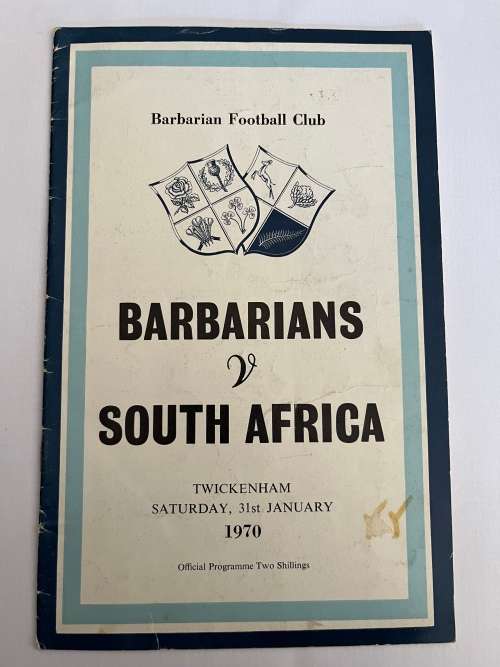 Barbarian Football Club
BARBARIANS
V
SOUTH AFRICA
TWICKENHAM
SATURDAY, 31st JANUARY
1970
Official Programme Two Shillings